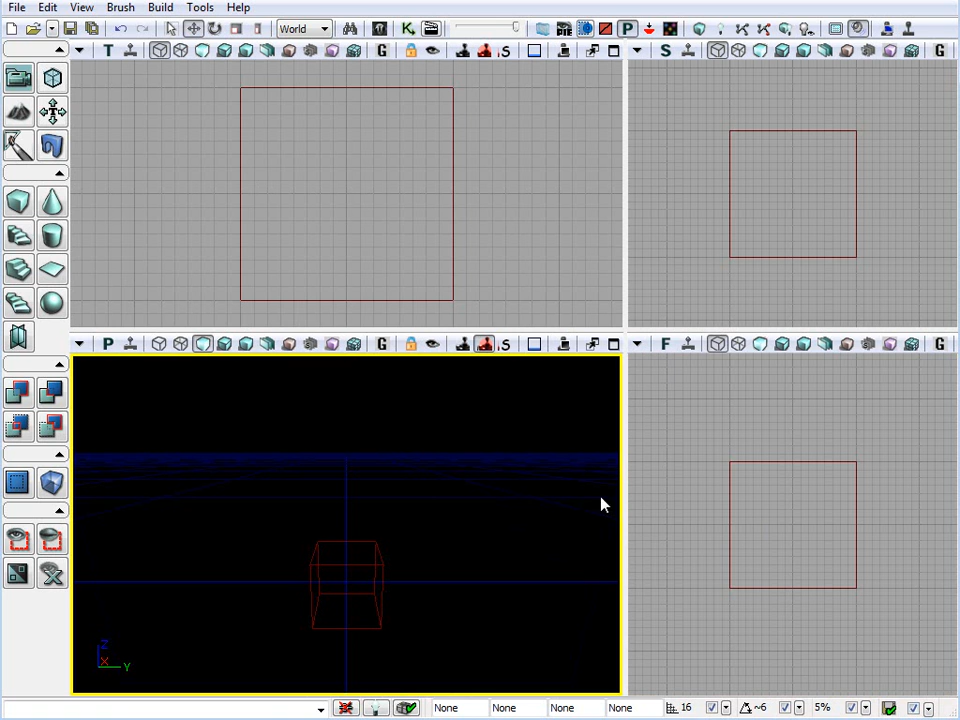 File Edit View Brush Build Tools Help
World
T G S S G
P G S F G
Z
X Y
None None None None 16 ~6 5%